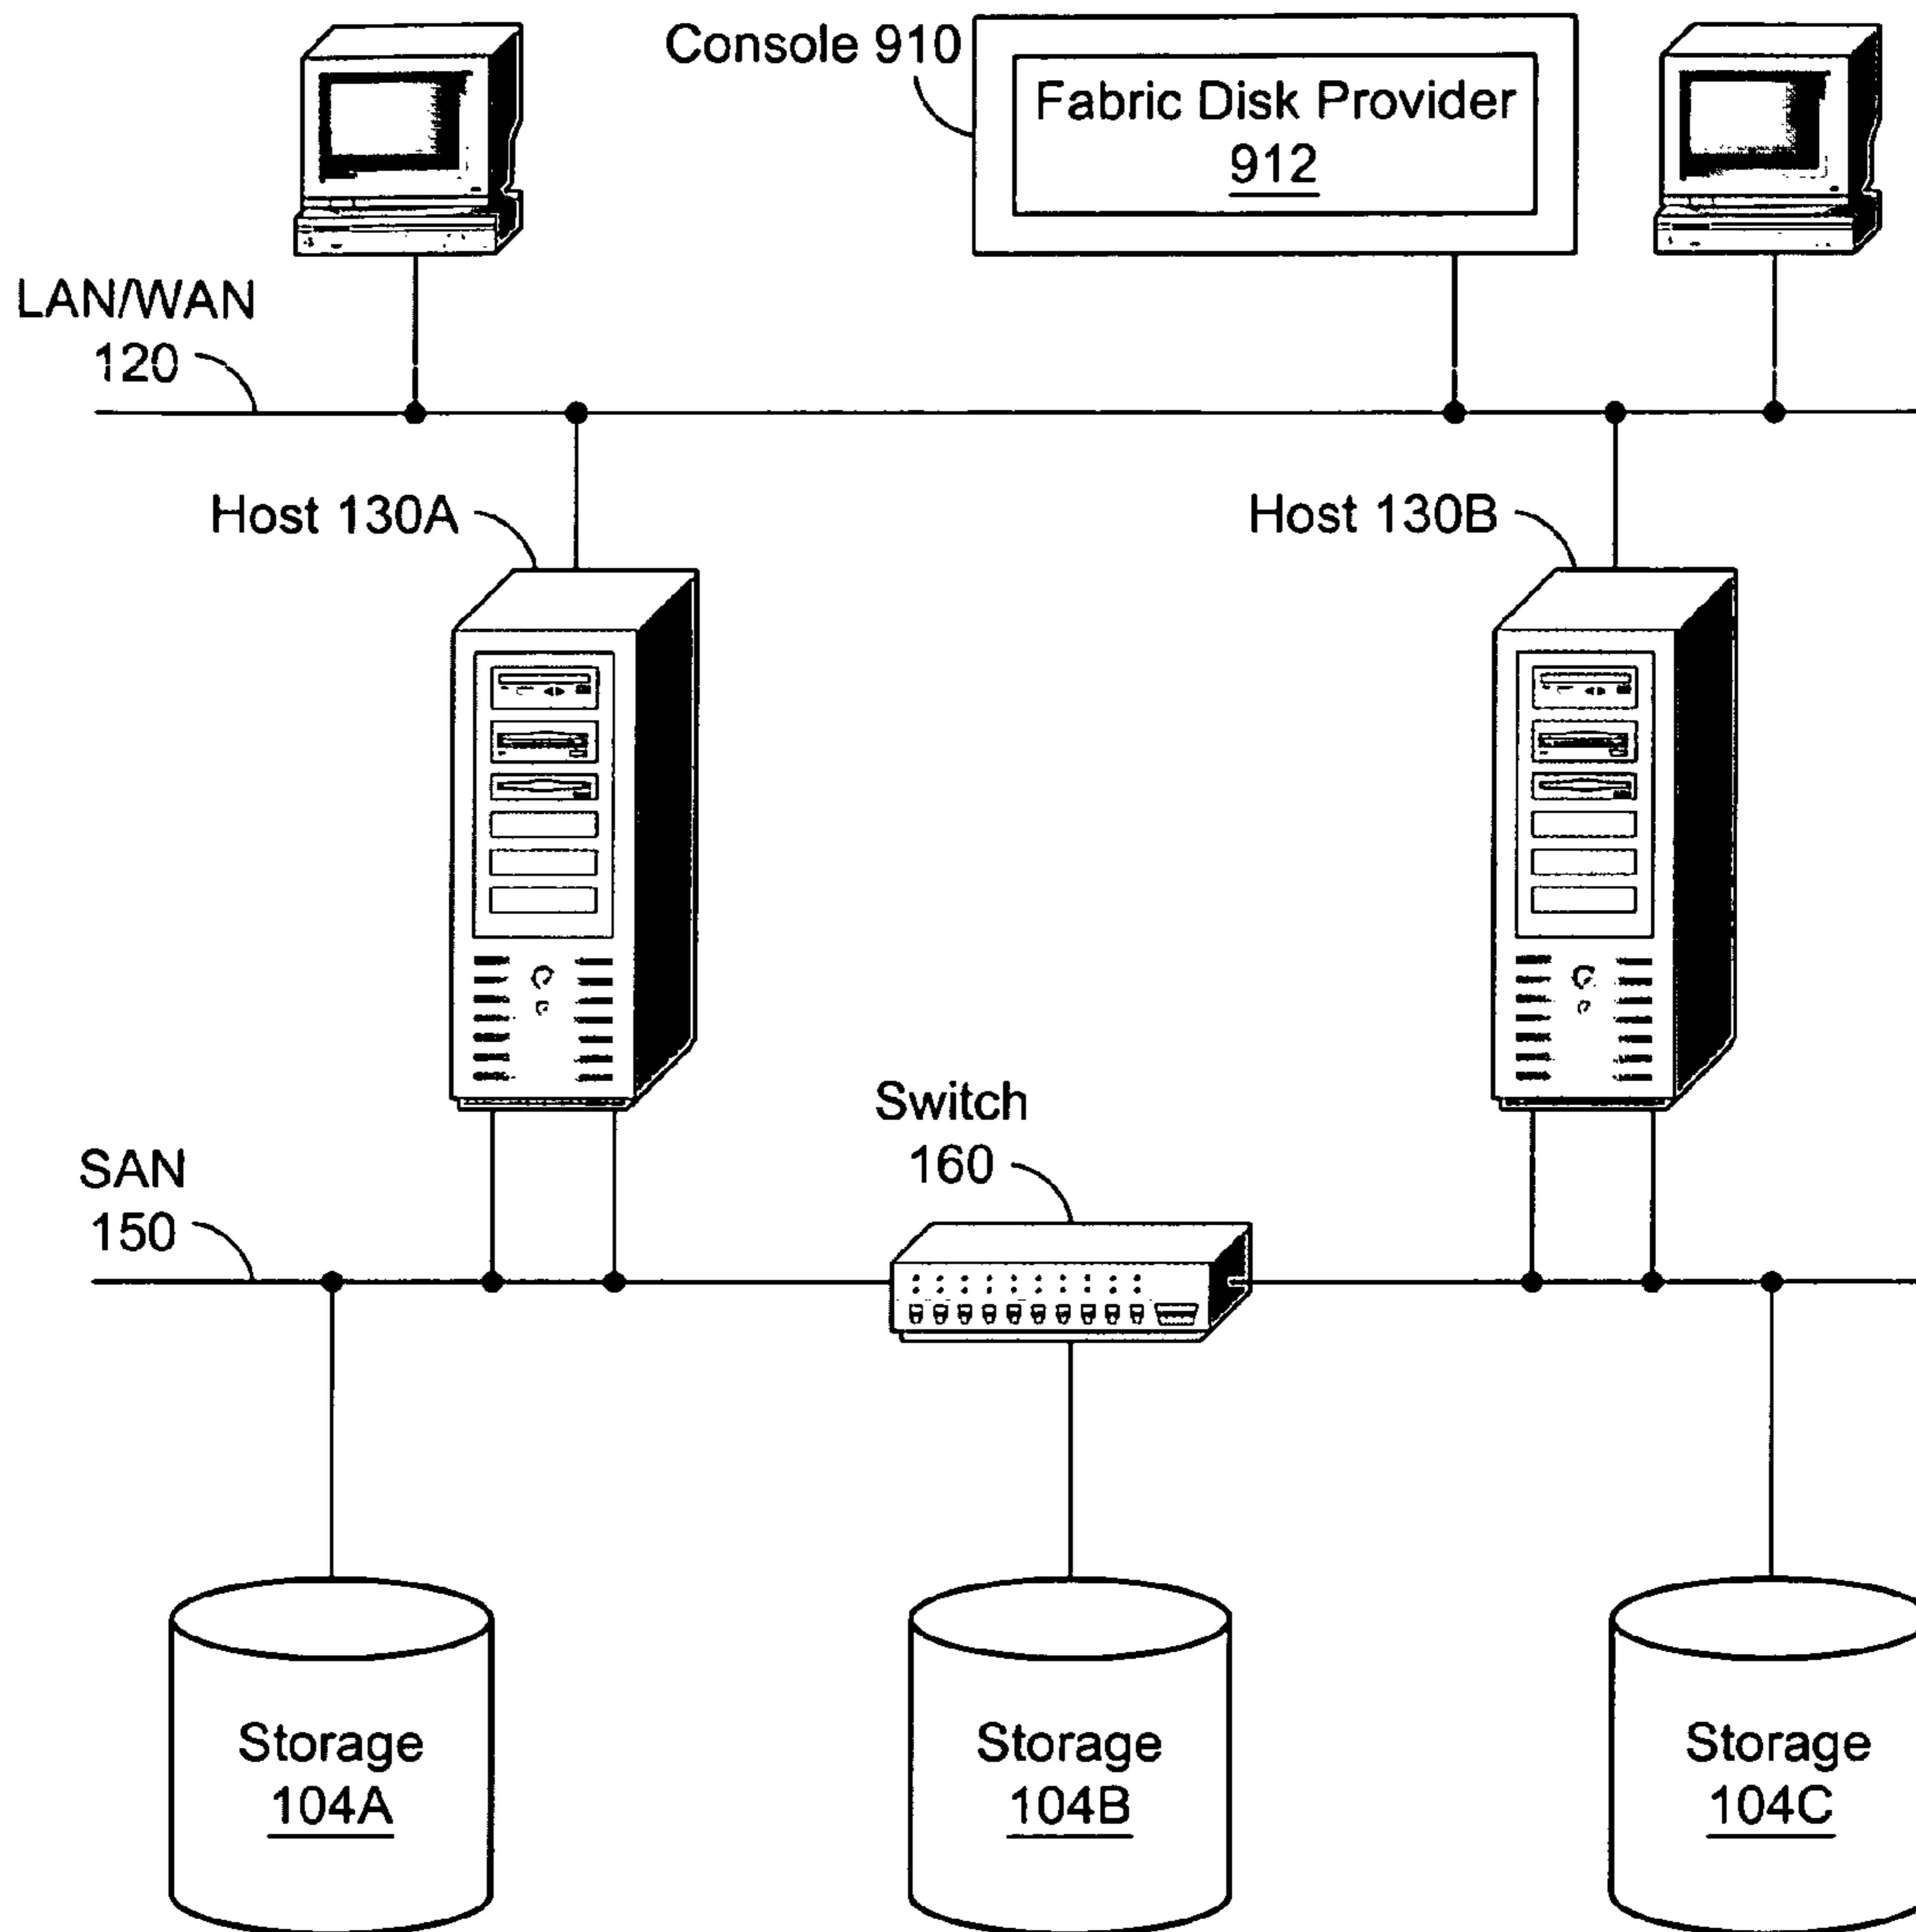 Console 910
Fabric Disk Provider
912
LAN/WAN
120
Host 130A
Host 130B
Switch
160
SAN
150
Storage
104A
Storage
104B
Storage
104C